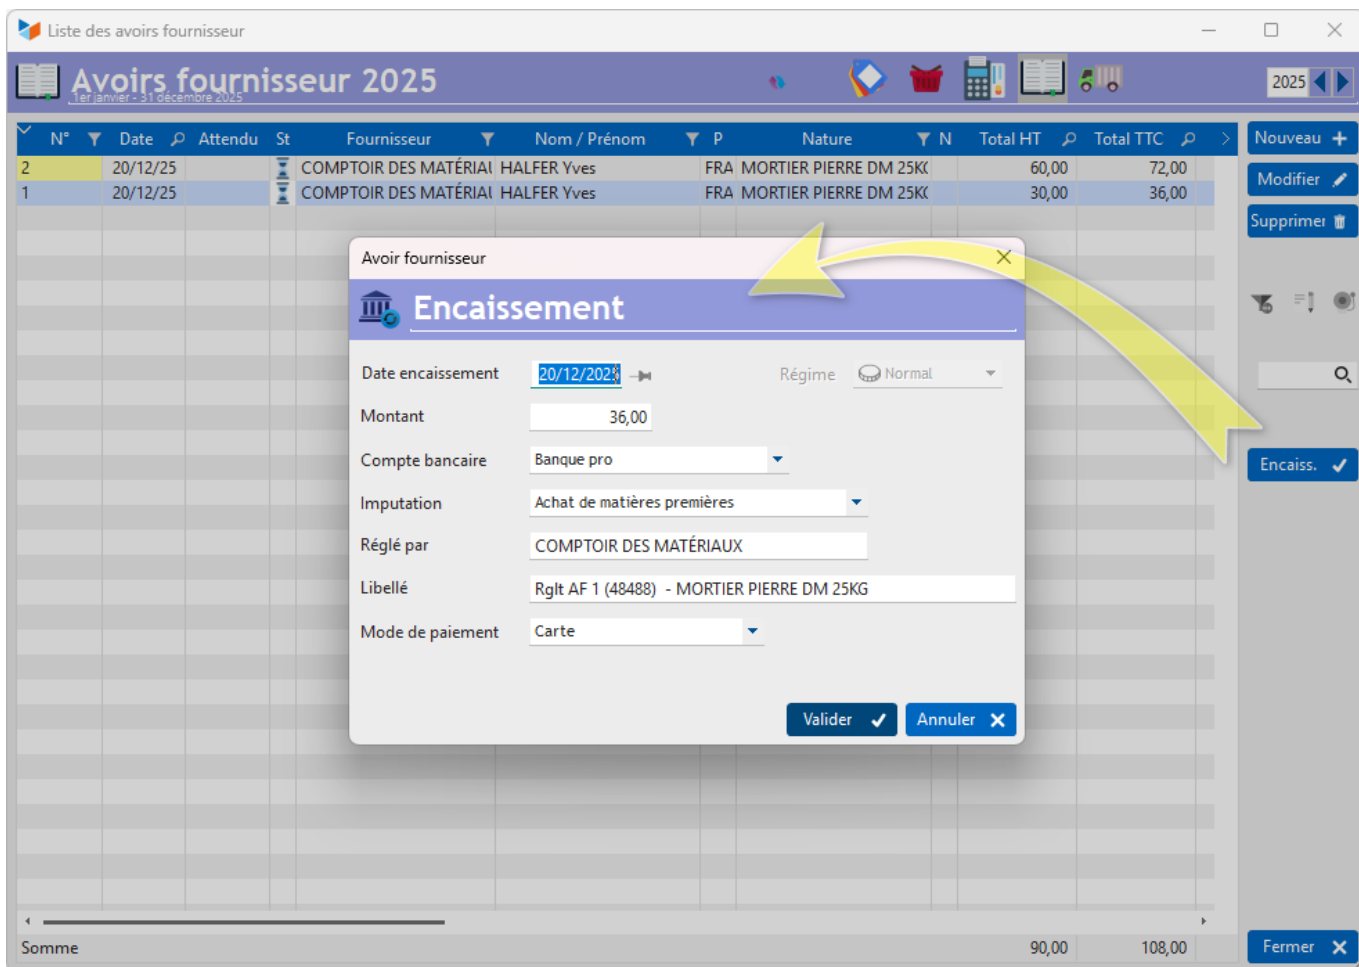 Liste des avoirs fournisseur
Avoirs fournisseur 2025
1er janvier - 31 décembre 2025
2025
N° Date Attendu St Fournisseur Nom / Prénom P Nature N Total HT Total TTC
2 20/12/25 COMPTOIR DES MATÉRIAU HALFER Yves FRA MORTIER PIERRE DM 25K( 60,00 72,00
1 20/12/25 COMPTOIR DES MATÉRIAU HALFER Yves FRA MORTIER PIERRE DM 25K( 30,00 36,00
Nouveau
Modifier
Supprimer
Avoir fournisseur
Encaissement
Date encaissement 20/12/2025 Régime Normal
Montant 36,00
Compte bancaire Banque pro
Imputation Achat de matières premières
Réglé par COMPTOIR DES MATÉRIAUX
Libellé Rglt AF 1 (48488) - MORTIER PIERRE DM 25KG
Mode de paiement Carte
Valider Annuler
Encaiss.
Somme 90,00 108,00
Fermer